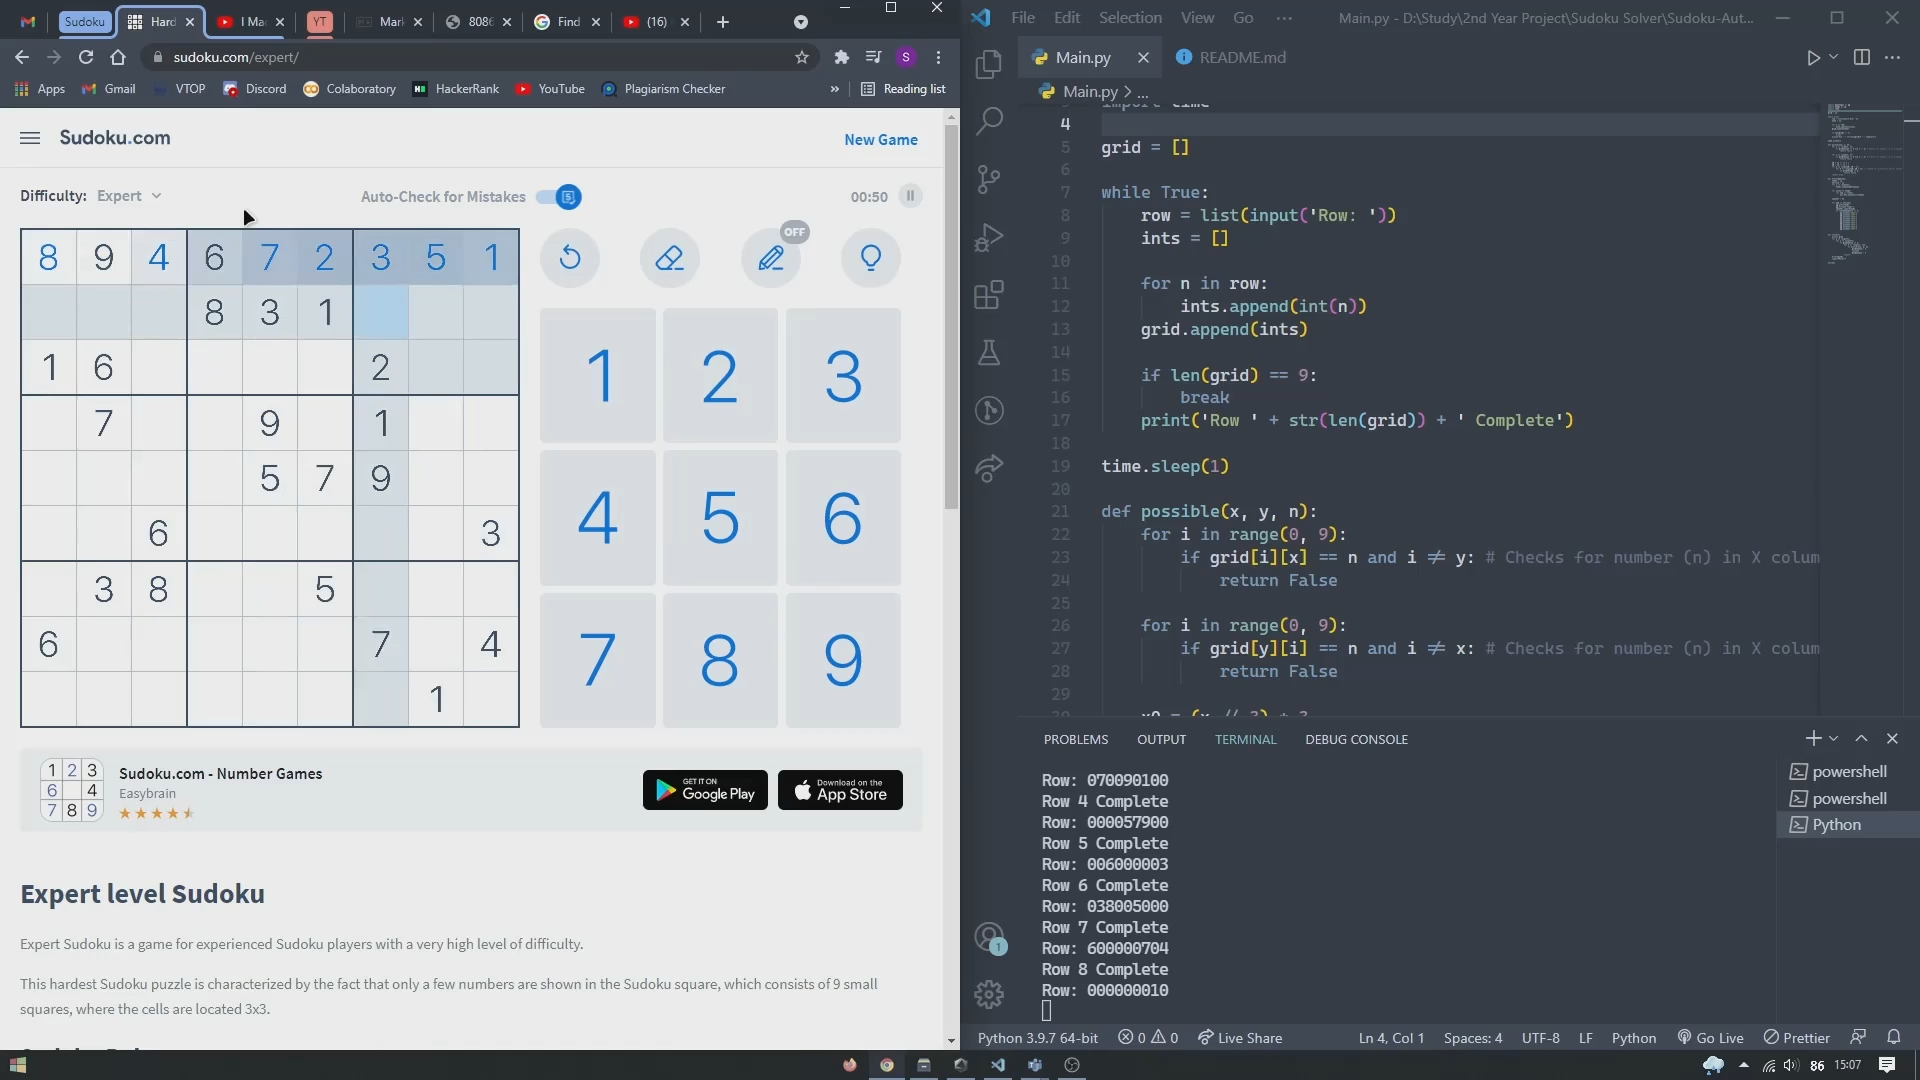 Sudoku
Hard
I Ma
YT
Mark
8086
Find
(16)
sudoku.com/expert/
S
Apps
Gmail
VTOP
Discord
Colaboratory
HackerRank
YouTube
Plagiarism Checker
»
Reading list
Sudoku.com
New Game
Difficulty: Expert
Auto-Check for Mistakes
00:50
OFF
8 9 4 6 7 2 3 5 1
8 3 1
1 6 2
7 9 1
5 7 9
6 3
3 8 5
6 7 4
1
1 2 3
4 5 6
7 8 9
1 2 3
6 4
7 8 9
Sudoku.com - Number Games
Easybrain
GET IT ON
Google Play
Download on the
App Store
Expert level Sudoku
Expert Sudoku is a game for experienced Sudoku players with a very high level of difficulty.
This hardest Sudoku puzzle is characterized by the fact that only a few numbers are shown in the Sudoku square, which consists of 9 small
squares, where the cells are located 3x3.
File Edit Selection View Go ···
Main.py - D:\Study\2nd Year Project\Sudoku Solver\Sudoku-Aut...
Main.py
README.md
Main.py > ...
import time
4
5 grid = []
6
7 while True:
8 row = list(input('Row: '))
9 ints = []
10
11 for n in row:
12 ints.append(int(n))
13 grid.append(ints)
14
15 if len(grid) == 9:
16 break
17 print('Row ' + str(len(grid)) + ' Complete')
18
19 time.sleep(1)
20
21 def possible(x, y, n):
22 for i in range(0, 9):
23 if grid[i][x] == n and i ≠ y: # Checks for number (n) in X colum
24 return False
25
26 for i in range(0, 9):
27 if grid[y][i] == n and i ≠ x: # Checks for number (n) in X colum
28 return False
29
30 x0 = (x // 3) * 3
PROBLEMS
OUTPUT
TERMINAL
DEBUG CONSOLE
Row: 070090100
Row 4 Complete
Row: 000057900
Row 5 Complete
Row: 006000003
Row 6 Complete
Row: 038005000
Row 7 Complete
Row: 600000704
Row 8 Complete
Row: 000000010
powershell
powershell
Python
1
Python 3.9.7 64-bit
0
0
Live Share
Ln 4, Col 1
Spaces: 4
UTF-8
LF
Python
Go Live
Prettier
86
15:07